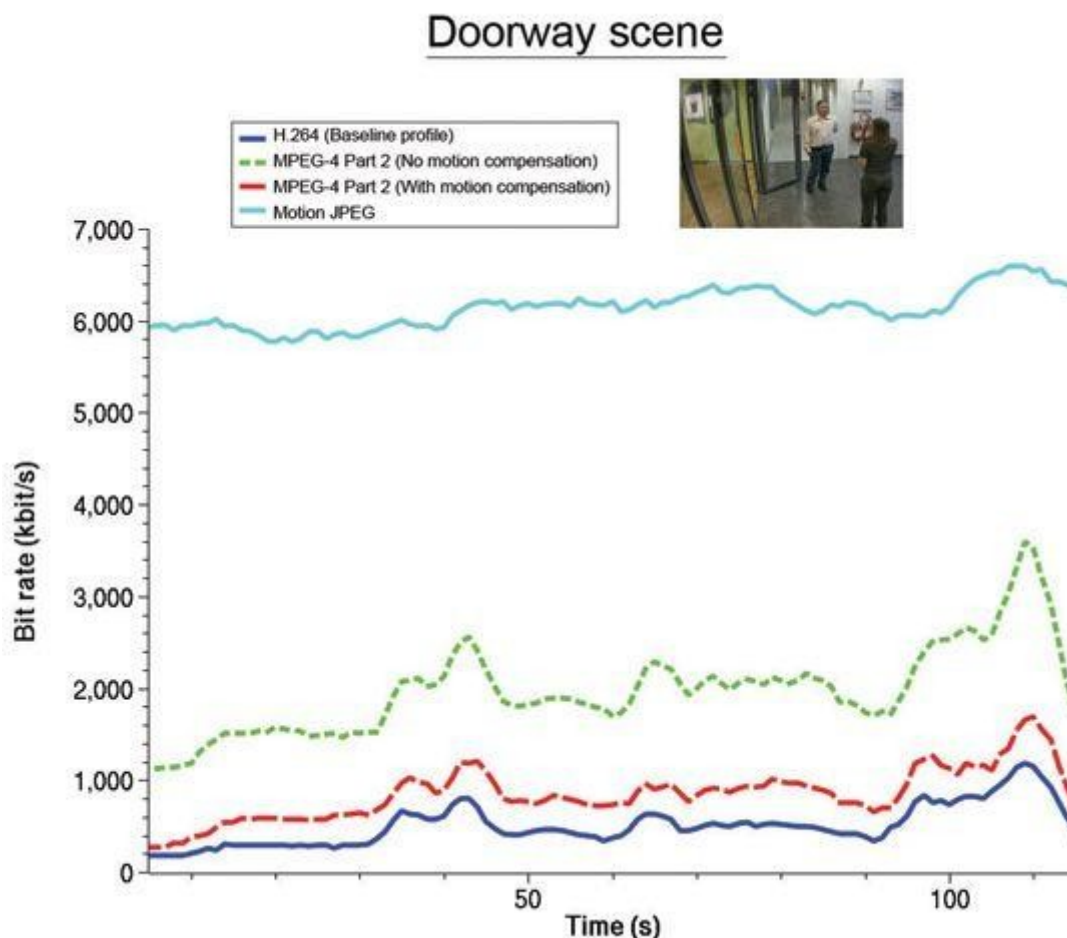 Doorway scene
H.264 (Baseline profile)
MPEG-4 Part 2 (No motion compensation)
MPEG-4 Part 2 (With motion compensation)
Motion JPEG
7,000
6,000
5,000
4,000
3,000
2,000
1,000
0
Bit rate (kbit/s)
50
100
Time (s)